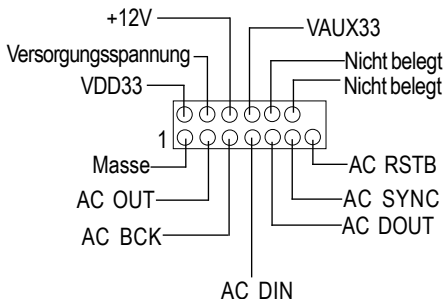 +12V
VAUX33
Versorgungsspannung
Nicht belegt
VDD33
Nicht belegt
1
Masse
AC RSTB
AC OUT
AC SYNC
AC BCK
AC DOUT
AC DIN